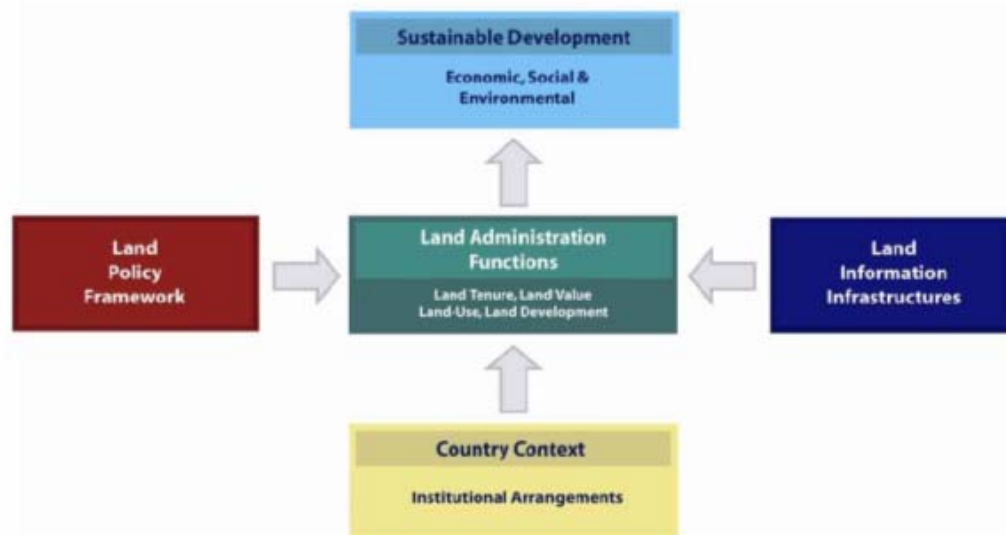 Sustainable Development
Economic, Social &
Environmental
Land
Policy
Framework
Land Administration
Functions
Land Tenure, Land Value
Land-Use, Land Development
Land
Information
Infrastructures
Country Context
Institutional Arrangements